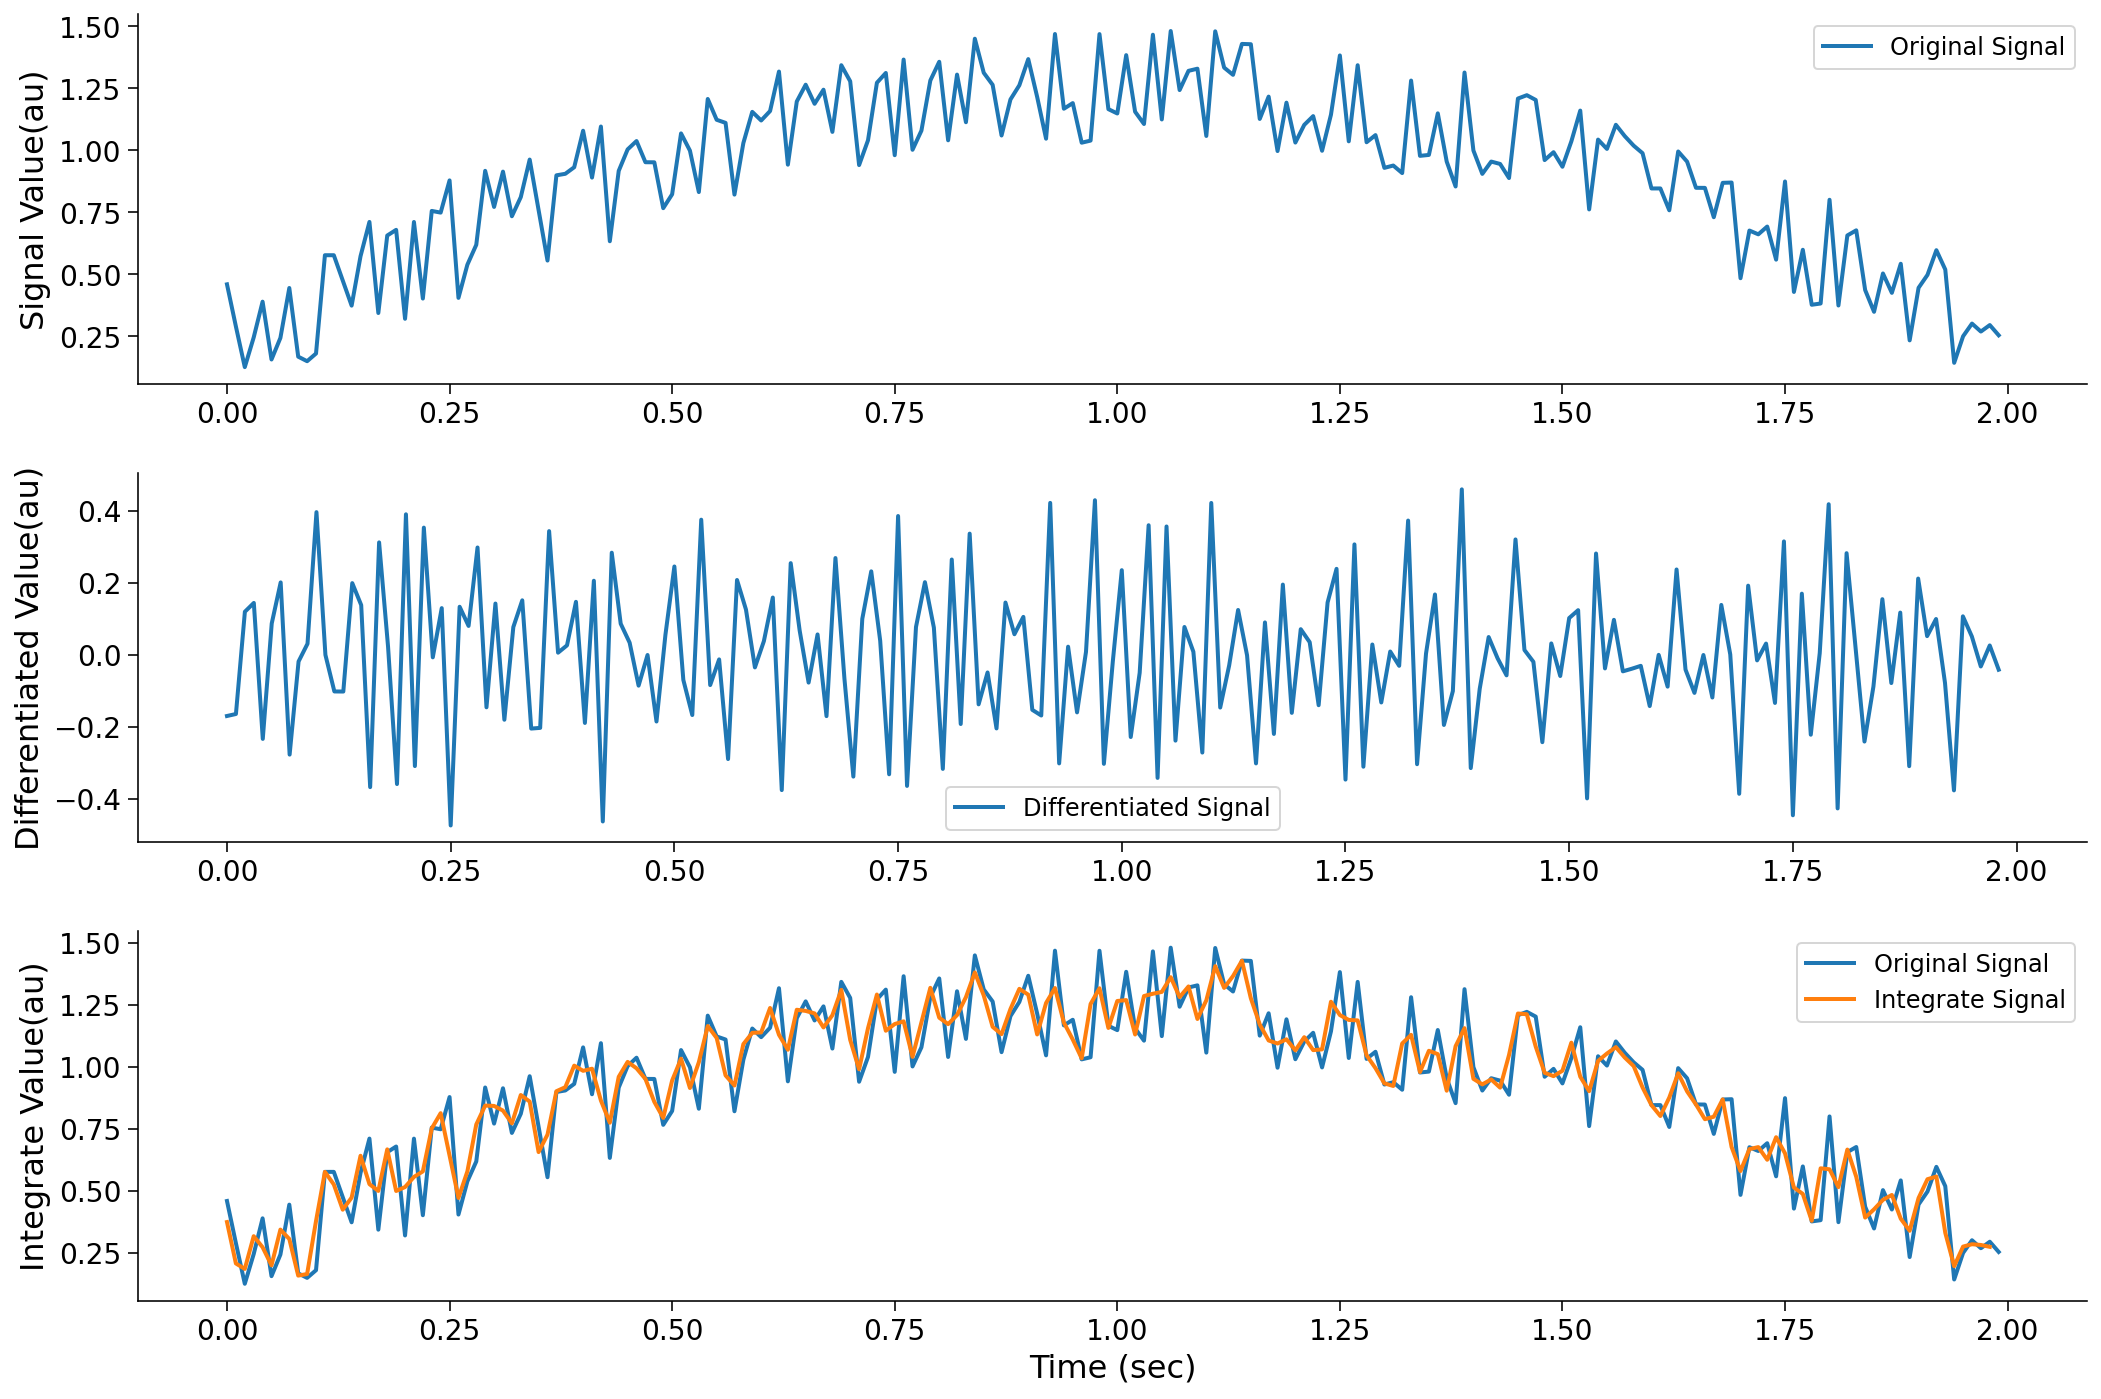 Signal Value(au)
1.50
1.25
1.00
0.75
0.50
0.25
Original Signal
0.00 0.25 0.50 0.75 1.00 1.25 1.50 1.75 2.00
Differentiated Value(au)
0.4
0.2
0.0
−0.2
−0.4
Differentiated Signal
0.00 0.25 0.50 0.75 1.00 1.25 1.50 1.75 2.00
Integrate Value(au)
1.50
1.25
1.00
0.75
0.50
0.25
Original Signal
Integrate Signal
0.00 0.25 0.50 0.75 1.00 1.25 1.50 1.75 2.00
Time (sec)